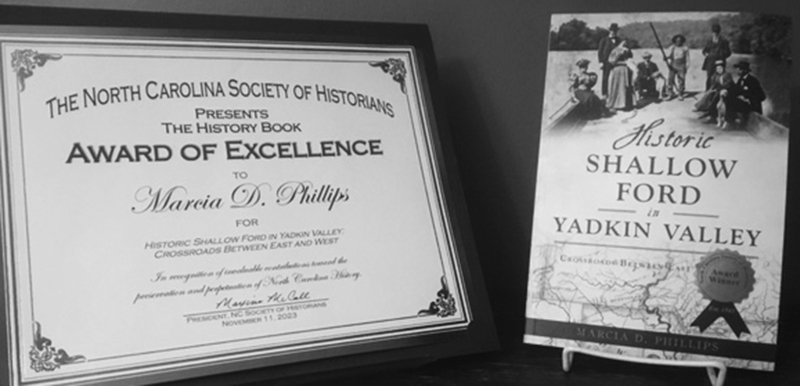 THE NORTH CAROLINA SOCIETY OF HISTORIANS
PRESENTS
THE HISTORY BOOK
AWARD OF EXCELLENCE
TO
Marcia D. Phillips
FOR
HISTORIC SHALLOW FORD IN YADKIN VALLEY:
CROSSROADS BETWEEN EAST AND WEST
In recognition of invaluable contributions toward the
preservation and perpetuation of North Carolina History.
PRESIDENT, NC SOCIETY OF HISTORIANS
NOVEMBER 11, 2023
Historic
SHALLOW
FORD
in
YADKIN VALLEY
CROSSROADS BETWEEN EAST
Award
Winner
MARCIA D. PHILLIPS